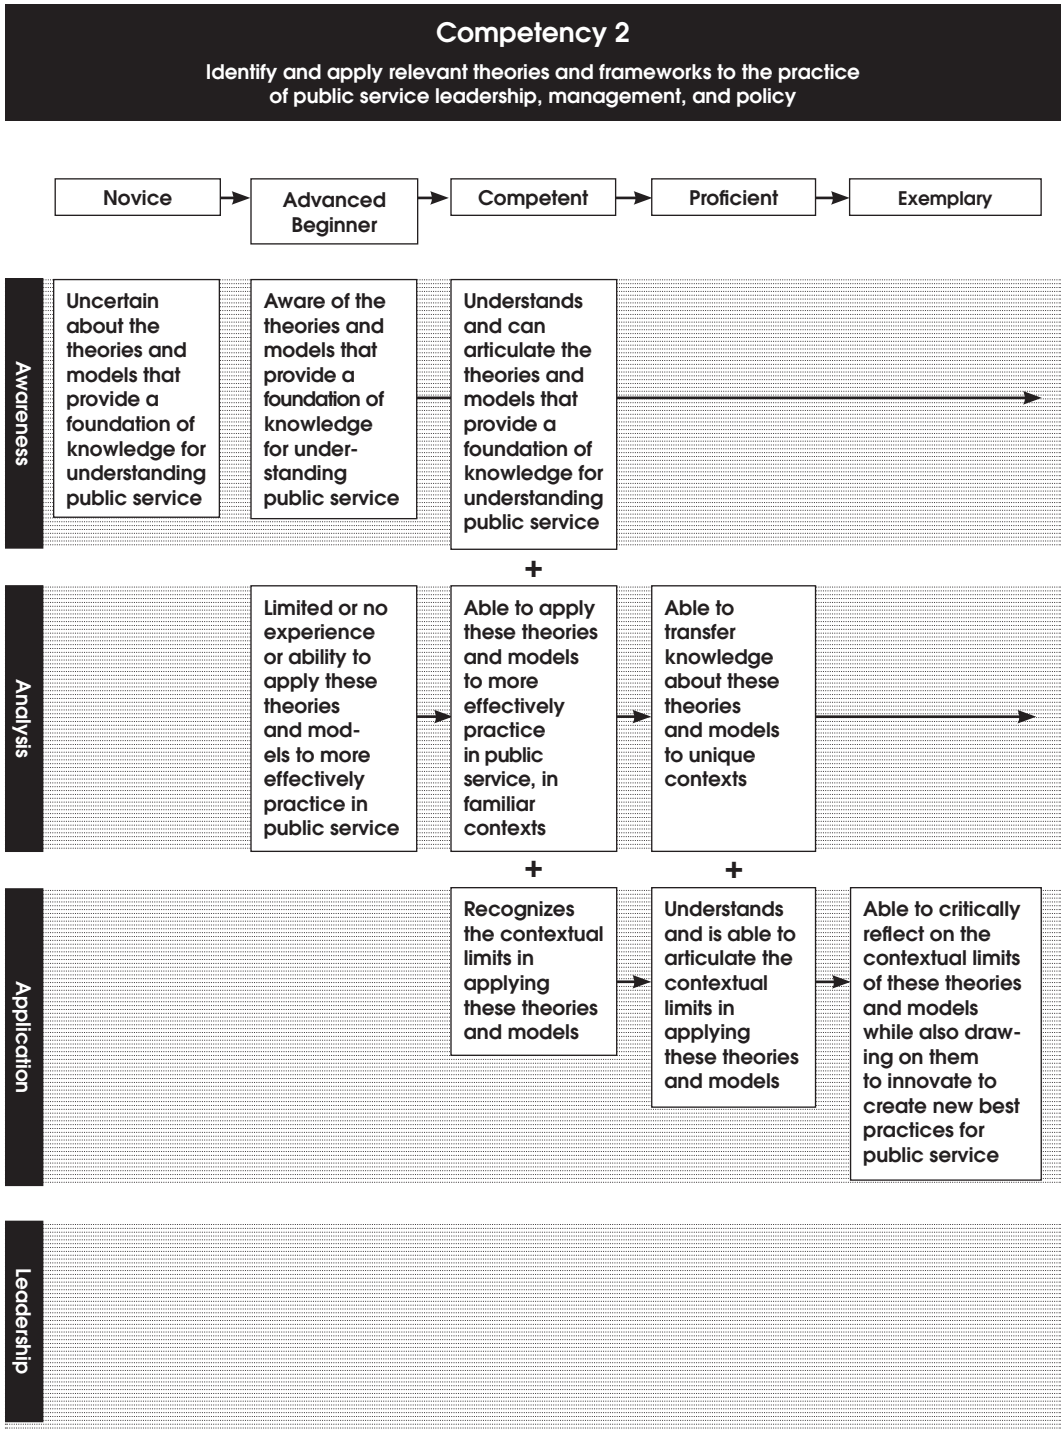 Competency 2
Identify and apply relevant theories and frameworks to the practice
of public service leadership, management, and policy
Novice
Advanced
Beginner
Competent
Proficient
Exemplary
Awareness
Uncertain
about the
theories and
models that
provide a
foundation of
knowledge for
understanding
public service
Aware of the
theories and
models that
provide a
foundation of
knowledge
for under-
standing
public service
Understands
and can
articulate the
theories and
models that
provide a
foundation of
knowledge for
understanding
public service
+
Analysis
Limited or no
experience
or ability to
apply these
theories
and mod-
els to more
effectively
practice in
public service
Able to apply
these theories
and models
to more
effectively
practice
in public
service, in
familiar
contexts
Able to
transfer
knowledge
about these
theories
and models
to unique
contexts
+
+
Application
Recognizes
the contextual
limits in
applying
these theories
and models
Understands
and is able to
articulate the
contextual
limits in
applying
these theories
and models
Able to critically
reflect on the
contextual limits
of these theories
and models
while also draw-
ing on them
to innovate to
create new best
practices for
public service
Leadership